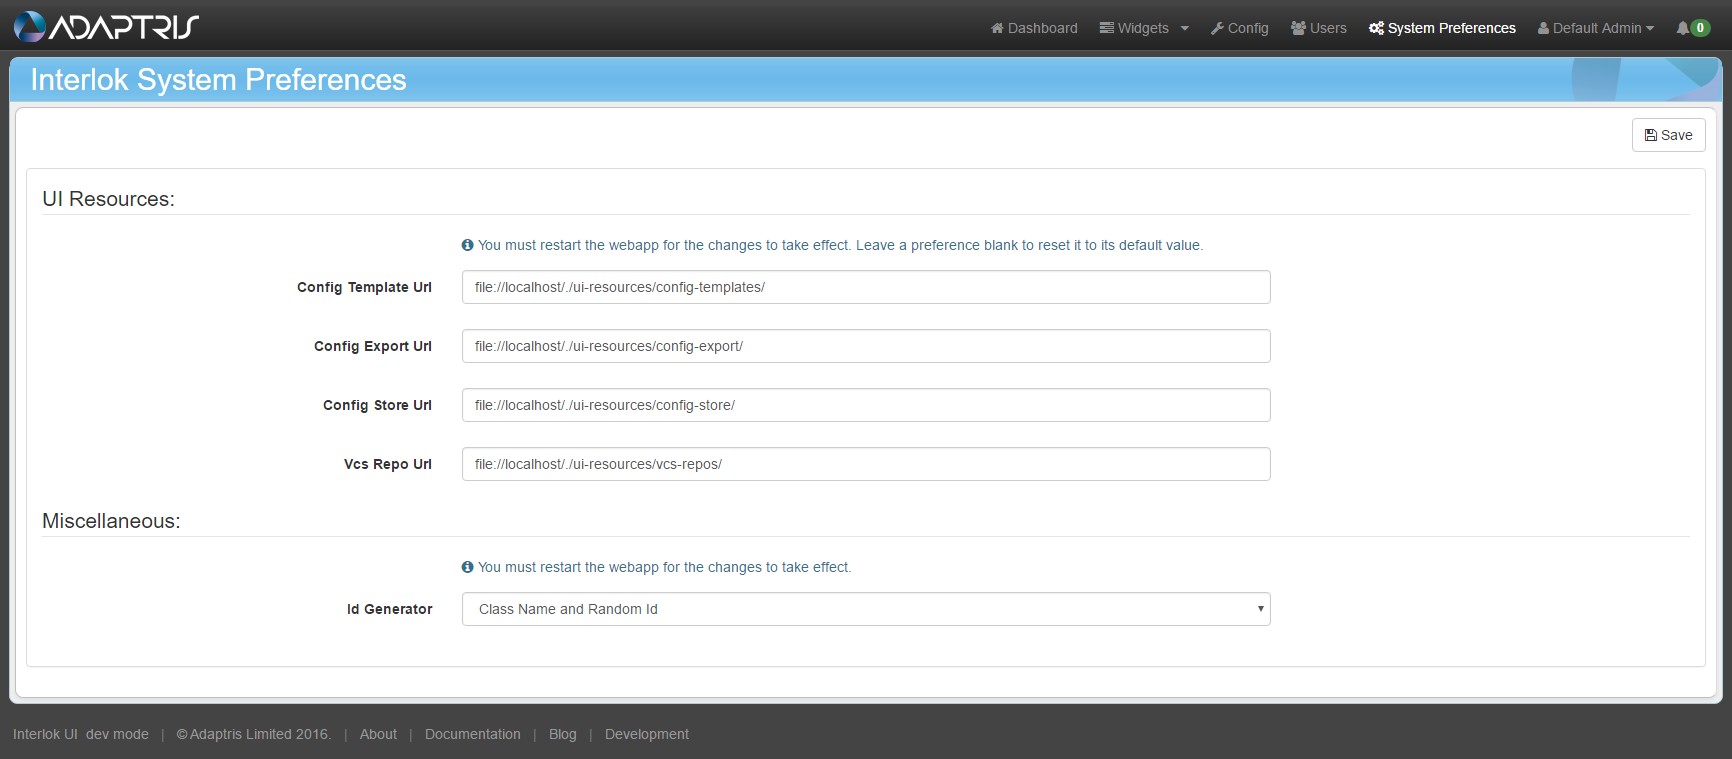 ADAPTRIS Dashboard Widgets Config Users System Preferences Default Admin 0
Interlok System Preferences
Save
UI Resources:
You must restart the webapp for the changes to take effect. Leave a preference blank to reset it to its default value.
Config Template Url file://localhost/./ui-resources/config-templates/
Config Export Url file://localhost/./ui-resources/config-export/
Config Store Url file://localhost/./ui-resources/config-store/
Vcs Repo Url file://localhost/./ui-resources/vcs-repos/
Miscellaneous:
You must restart the webapp for the changes to take effect.
Id Generator Class Name and Random Id
Interlok UI dev mode | © Adaptris Limited 2016. | About | Documentation | Blog | Development